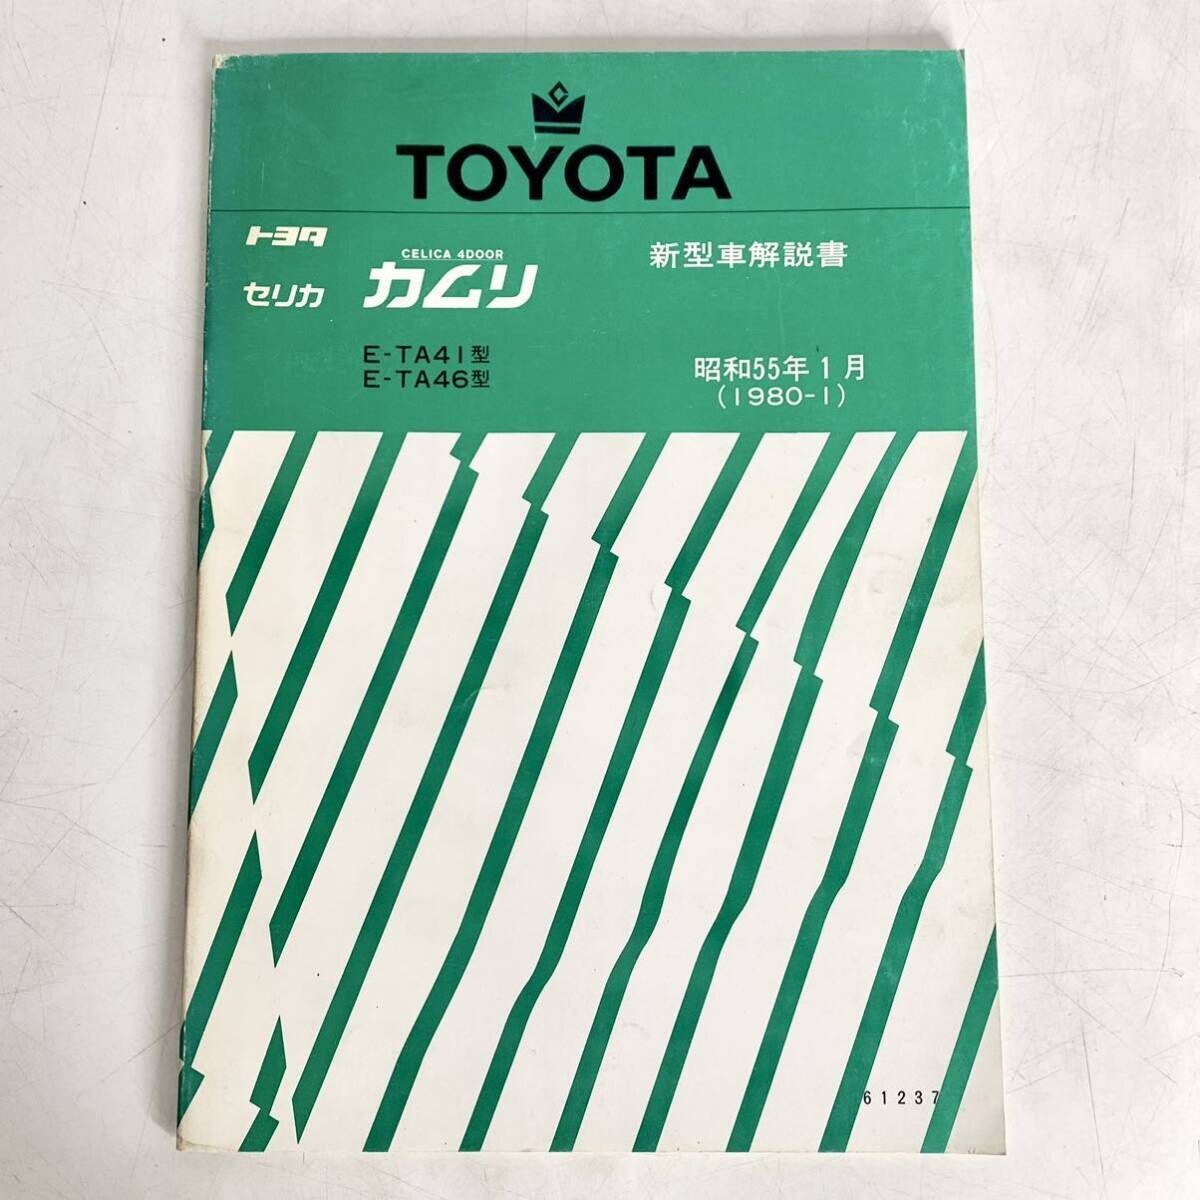 TOYOTA
トヨタ
セリカ
CELICA 4DOOR
カムリ
新型車解説書
E-TA41型
E-TA46型
昭和55年1月
(1980-1)
61237